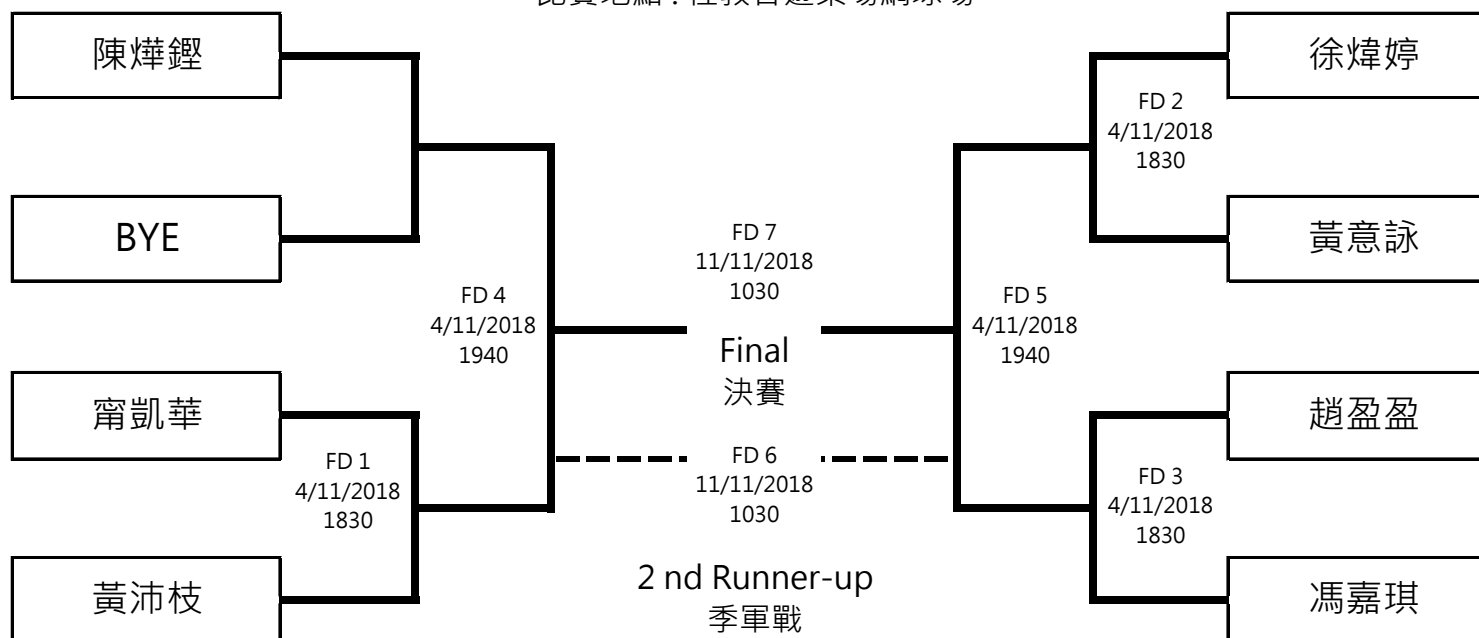 陳燁鏗
BYE
甯凱華
黃沛枝
FD 1
4/11/2018
1830
FD 4
4/11/2018
1940
FD 7
11/11/2018
1030
Final
決賽
FD 6
11/11/2018
1030
2 nd Runner-up
季軍戰
FD 5
4/11/2018
1940
FD 2
4/11/2018
1830
FD 3
4/11/2018
1830
徐煒婷
黃意詠
趙盈盈
馮嘉琪